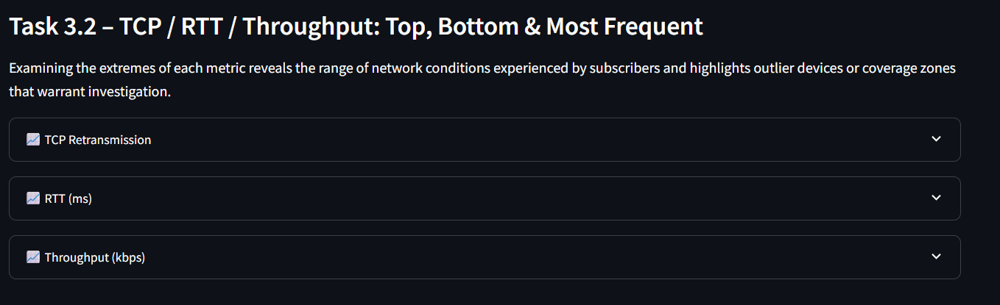 Task 3.2 – TCP / RTT / Throughput: Top, Bottom & Most Frequent
Examining the extremes of each metric reveals the range of network conditions experienced by subscribers and highlights outlier devices or coverage zones
that warrant investigation.
TCP Retransmission
RTT (ms)
Throughput (kbps)